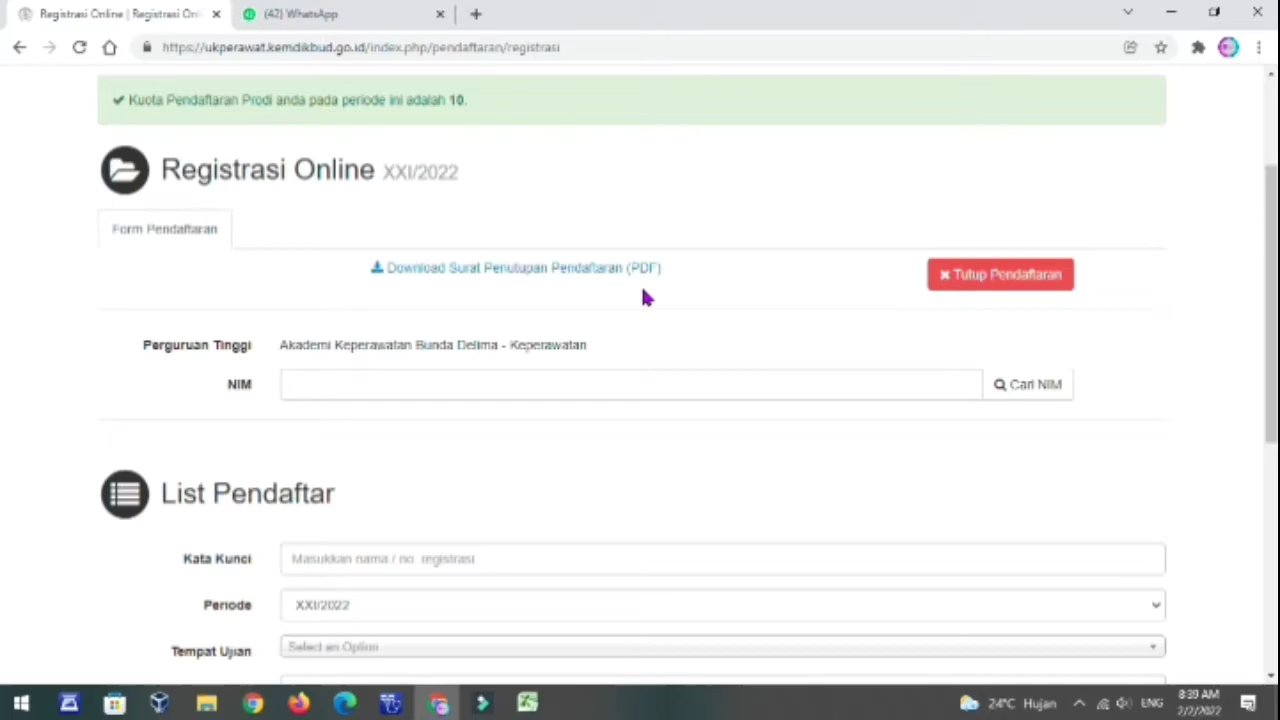 Registrasi Online | Registrasi Onl
(42) WhatsApp
https://ukperawat.kemdikbud.go.id/index.php/pendaftaran/registrasi
Kuota Pendaftaran Prodi anda pada periode ini adalah 10.
Registrasi Online XXI/2022
Form Pendaftaran
Download Surat Penutupan Pendaftaran (PDF)
Tutup Pendaftaran
Perguruan Tinggi Akademi Keperawatan Bunda Delima - Keperawatan
NIM Cari NIM
List Pendaftar
Kata Kunci Masukkan nama / no. registrasi
Periode XXI/2022
Tempat Ujian Select an Option
24°C Hujan ENG 8:39 AM
2/2/2022